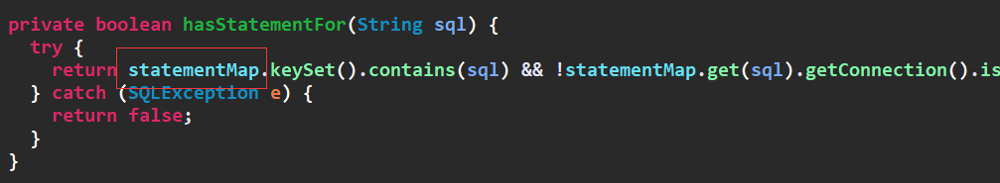 private boolean hasStatementFor(String sql) {
try {
return statementMap.keySet().contains(sql) && !statementMap.get(sql).getConnection().is
} catch (SQLException e) {
return false;
}
}